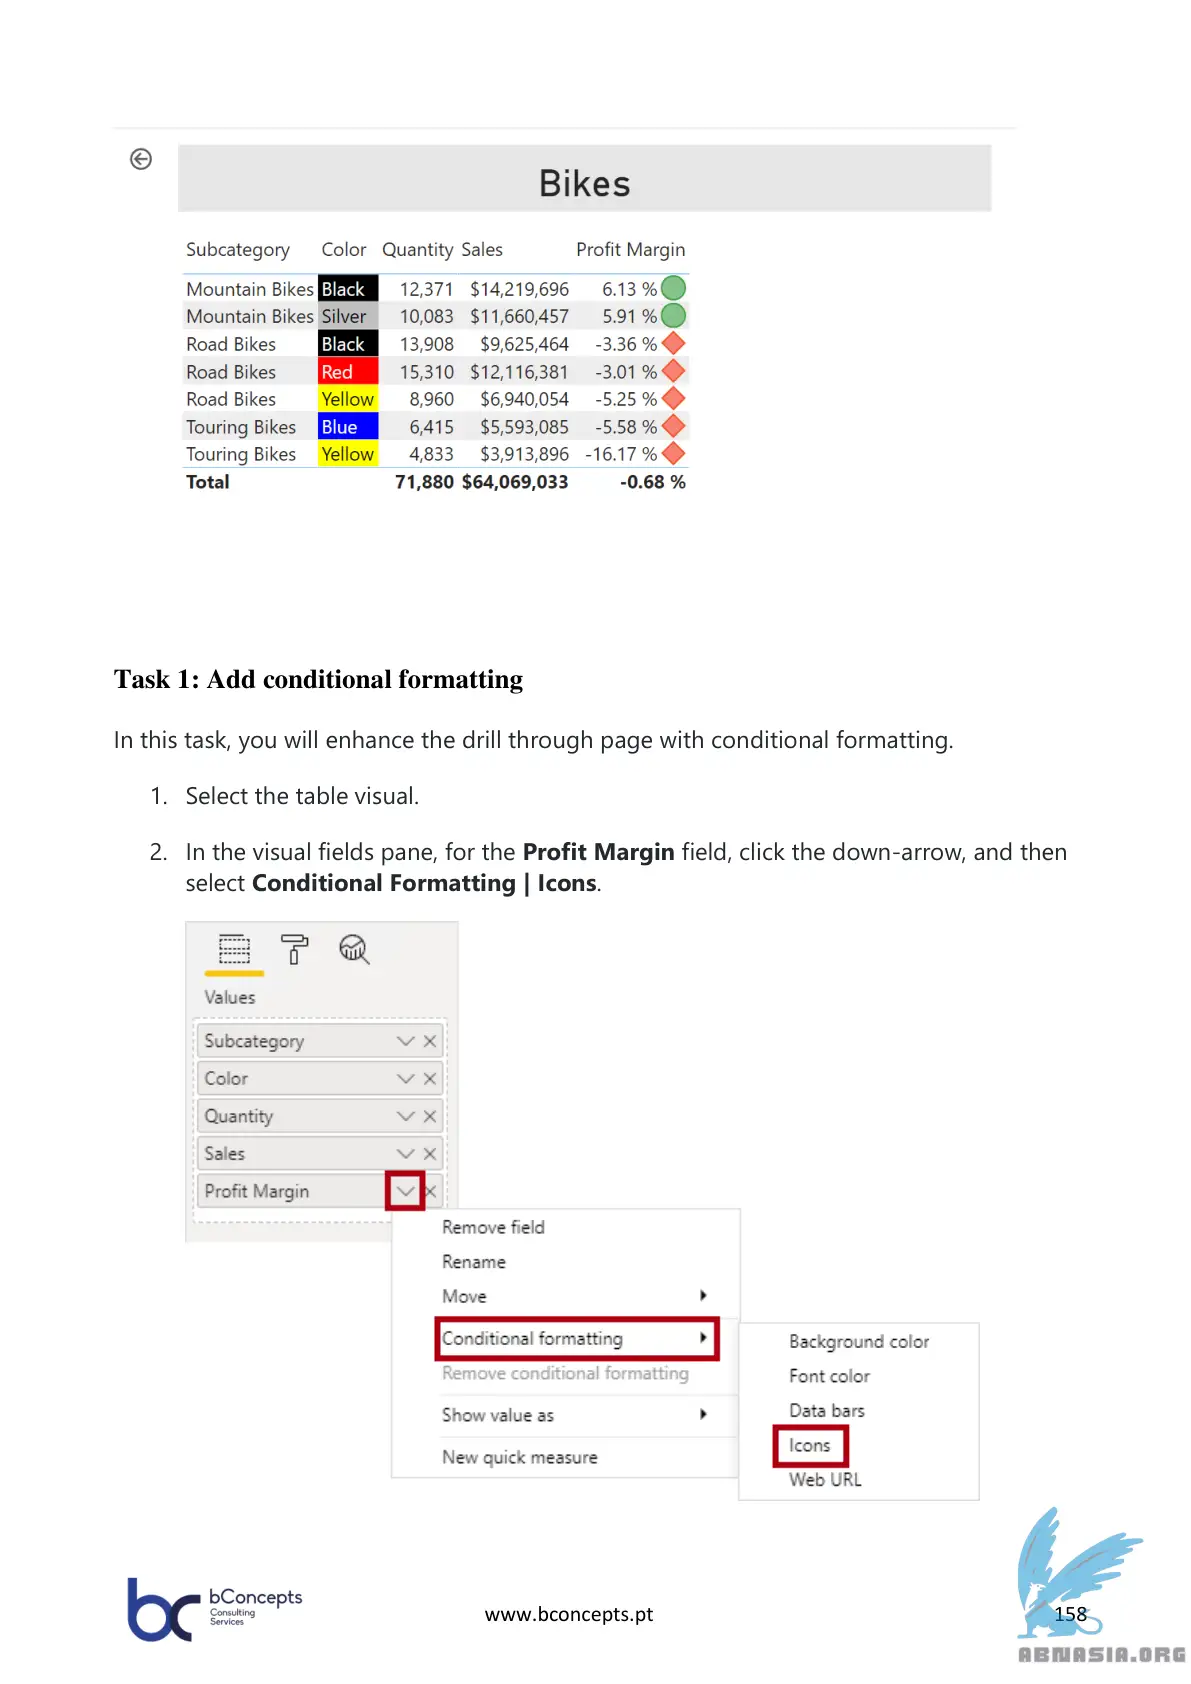 Bikes
Subcategory Color Quantity Sales Profit Margin
Mountain Bikes Black 12,371 $14,219,696 6.13 %
Mountain Bikes Silver 10,083 $11,660,457 5.91 %
Road Bikes Black 13,908 $9,625,464 -3.36 %
Road Bikes Red 15,310 $12,116,381 -3.01 %
Road Bikes Yellow 8,960 $6,940,054 -5.25 %
Touring Bikes Blue 6,415 $5,593,085 -5.58 %
Touring Bikes Yellow 4,833 $3,913,896 -16.17 %
Total 71,880 $64,069,033 -0.68 %
Task 1: Add conditional formatting
In this task, you will enhance the drill through page with conditional formatting.
1. Select the table visual.
2. In the visual fields pane, for the Profit Margin field, click the down-arrow, and then
select Conditional Formatting | Icons.
Values
Subcategory
Color
Quantity
Sales
Profit Margin
Remove field
Rename
Move
Conditional formatting
Remove conditional formatting
Show value as
New quick measure
Background color
Font color
Data bars
Icons
Web URL
bc bConcepts
Consulting
Services
www.bconcepts.pt
158
ABNASIA.ORG